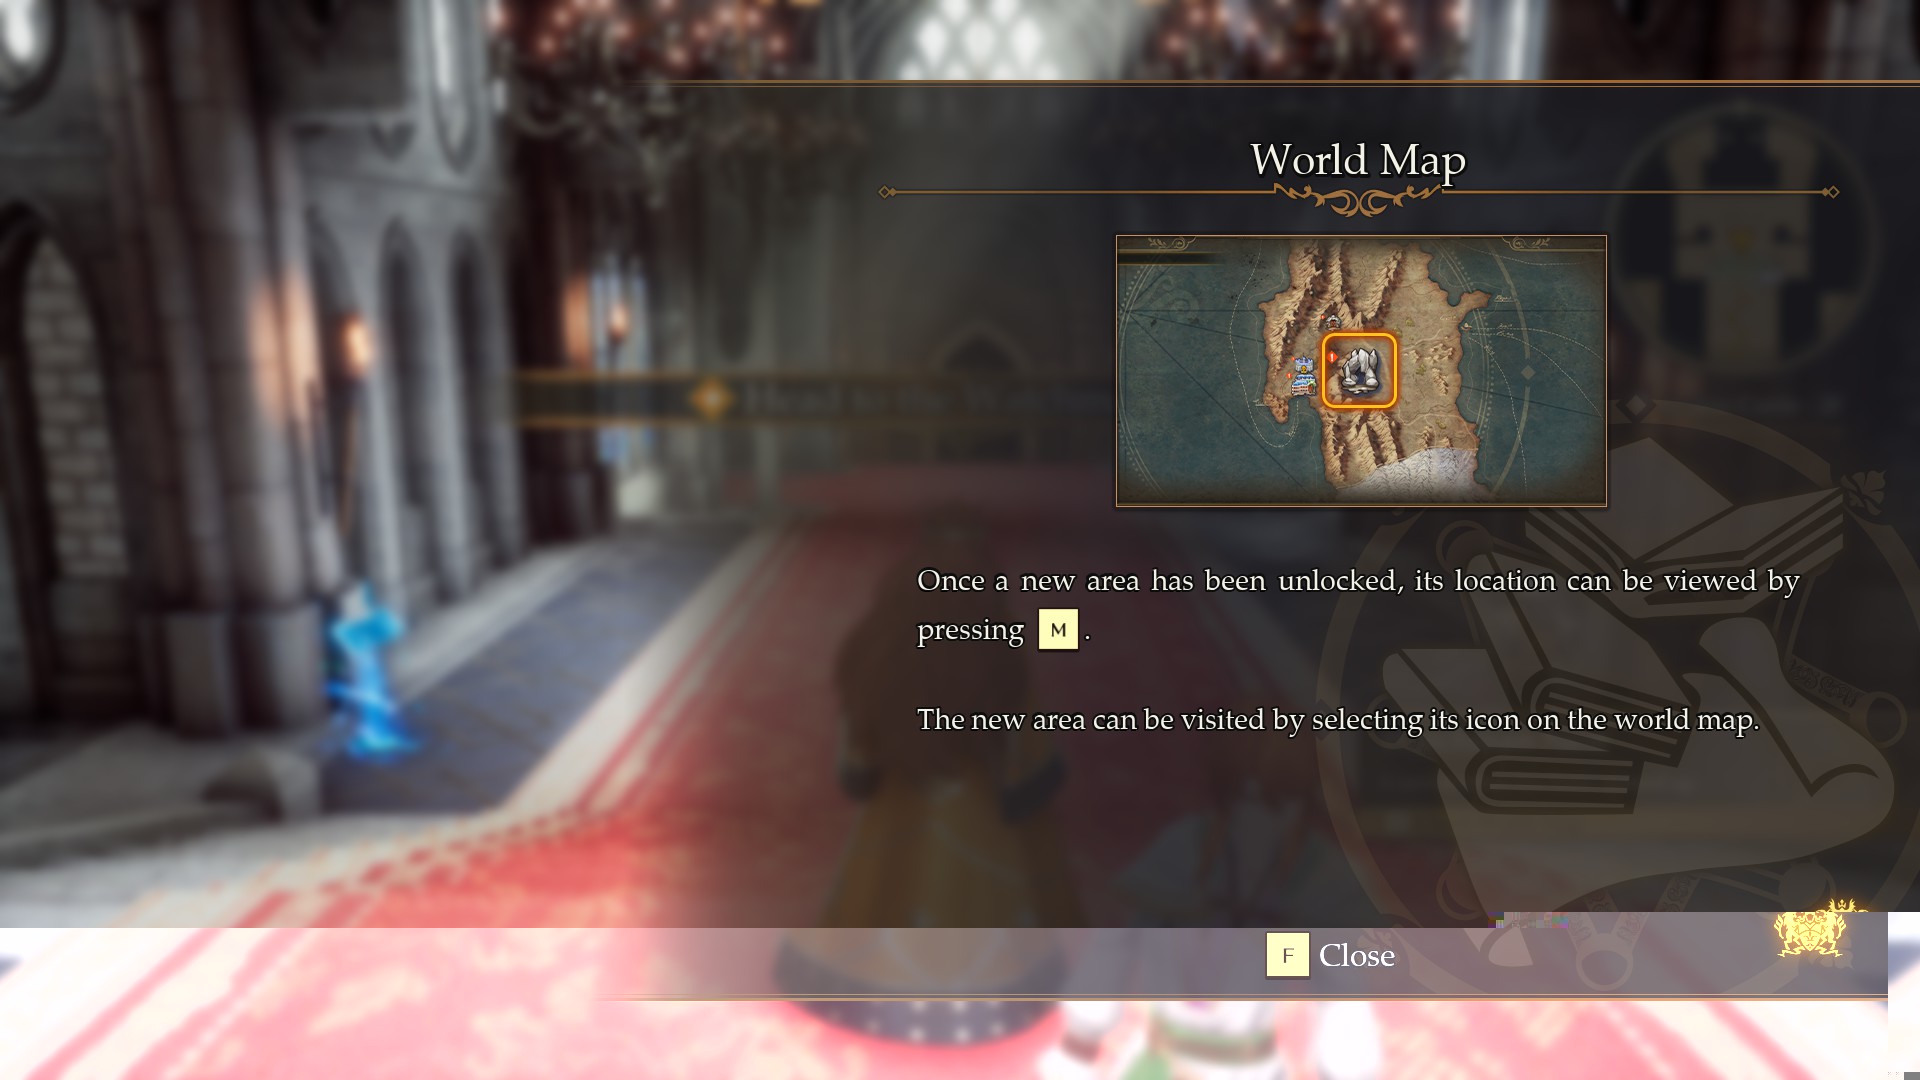 World Map
Once a new area has been unlocked, its location can be viewed by
pressing M .
The new area can be visited by selecting its icon on the world map.
F Close